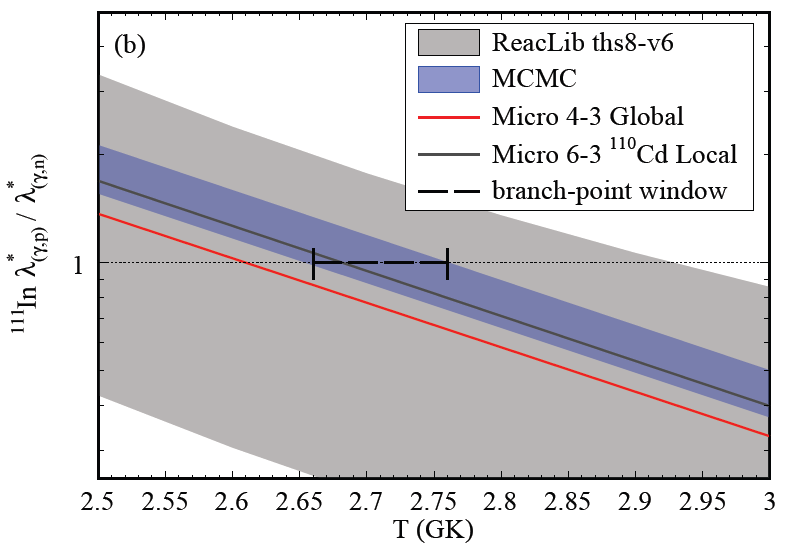 (b)
ReacLib ths8-v6
MCMC
Micro 4-3 Global
Micro 6-3 ¹¹⁰Cd Local
branch-point window
¹¹¹In λ*(γ,p) / λ*(γ,n)
1
2.5 2.55 2.6 2.65 2.7 2.75 2.8 2.85 2.9 2.95 3
T (GK)